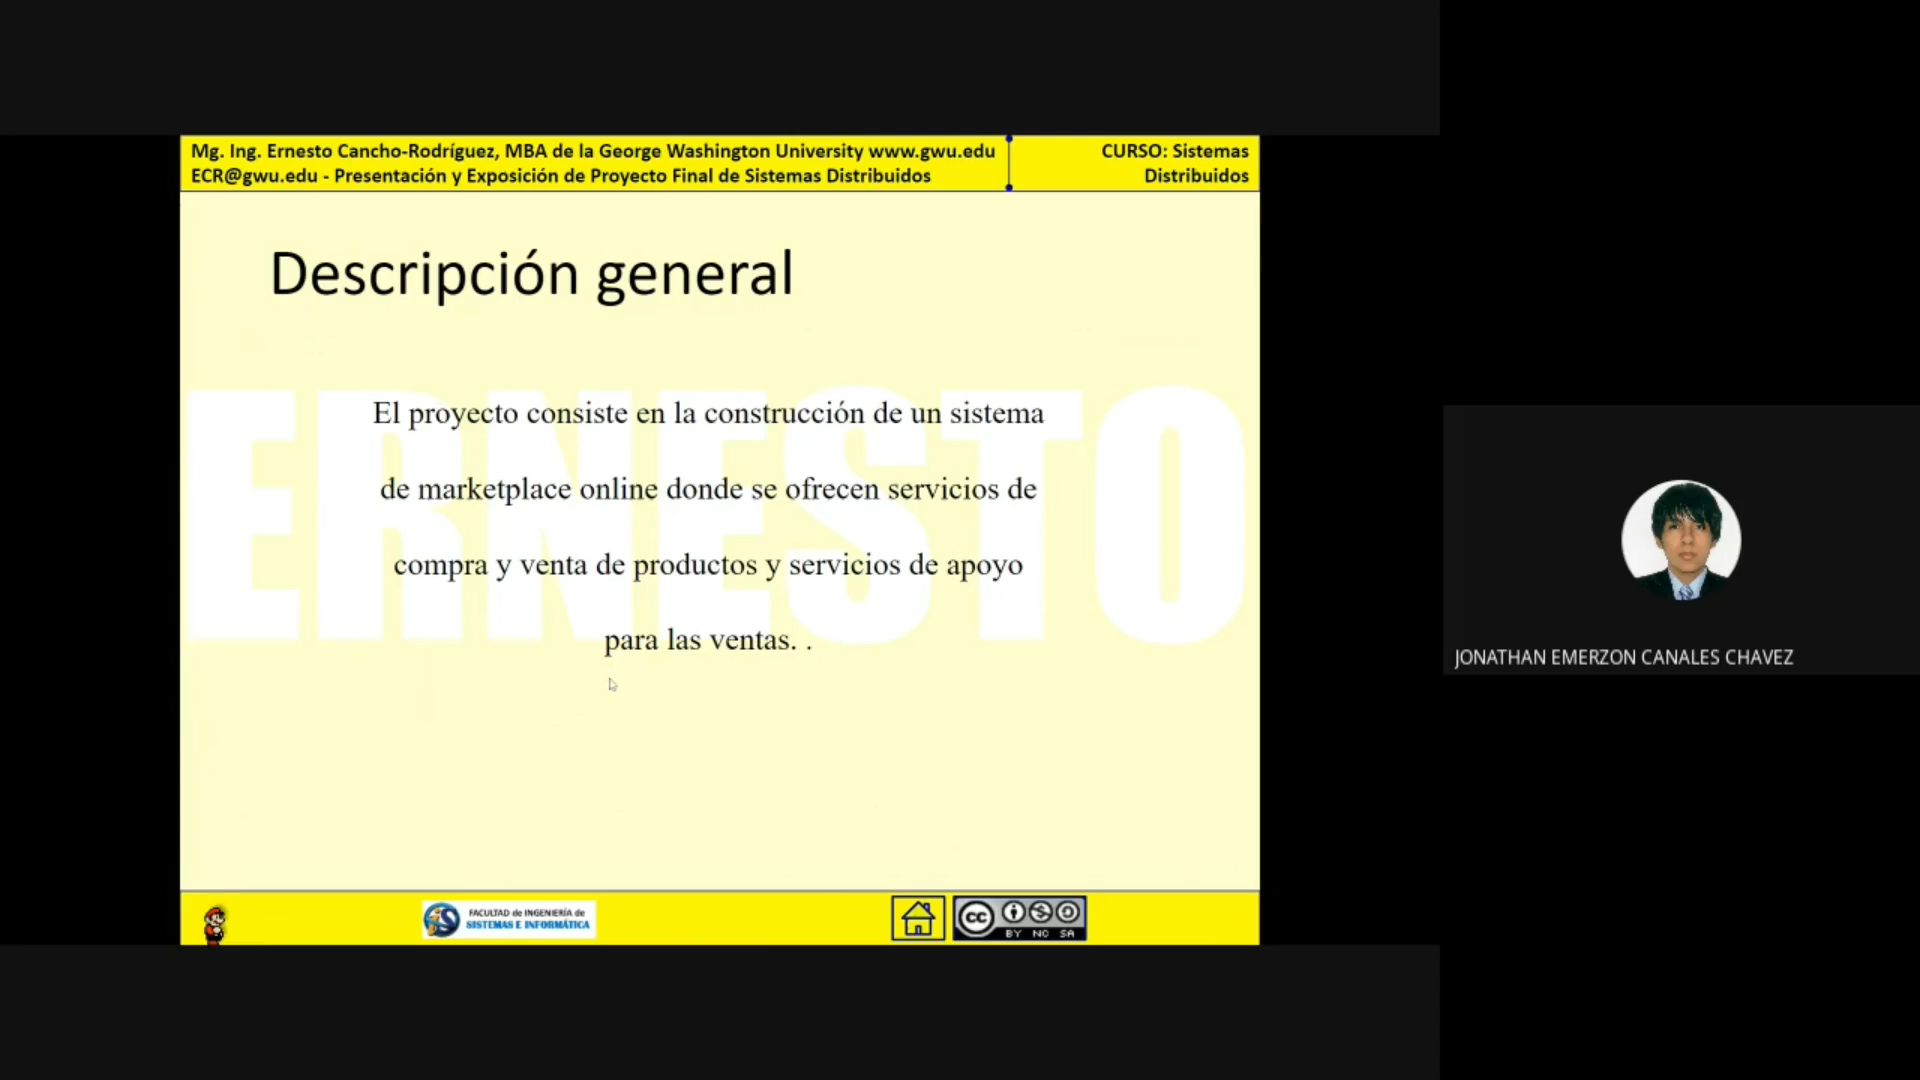 Mg. Ing. Ernesto Cancho-Rodríguez, MBA de la George Washington University www.gwu.edu
ECR@gwu.edu - Presentación y Exposición de Proyecto Final de Sistemas Distribuidos
CURSO: Sistemas
Distribuidos
Descripción general
ERNESTO
El proyecto consiste en la construcción de un sistema
de marketplace online donde se ofrecen servicios de
compra y venta de productos y servicios de apoyo
para las ventas. .
JONATHAN EMERZON CANALES CHAVEZ
FACULTAD de INGENIERÍA de
SISTEMAS E INFORMÁTICA
cc
BY NC SA